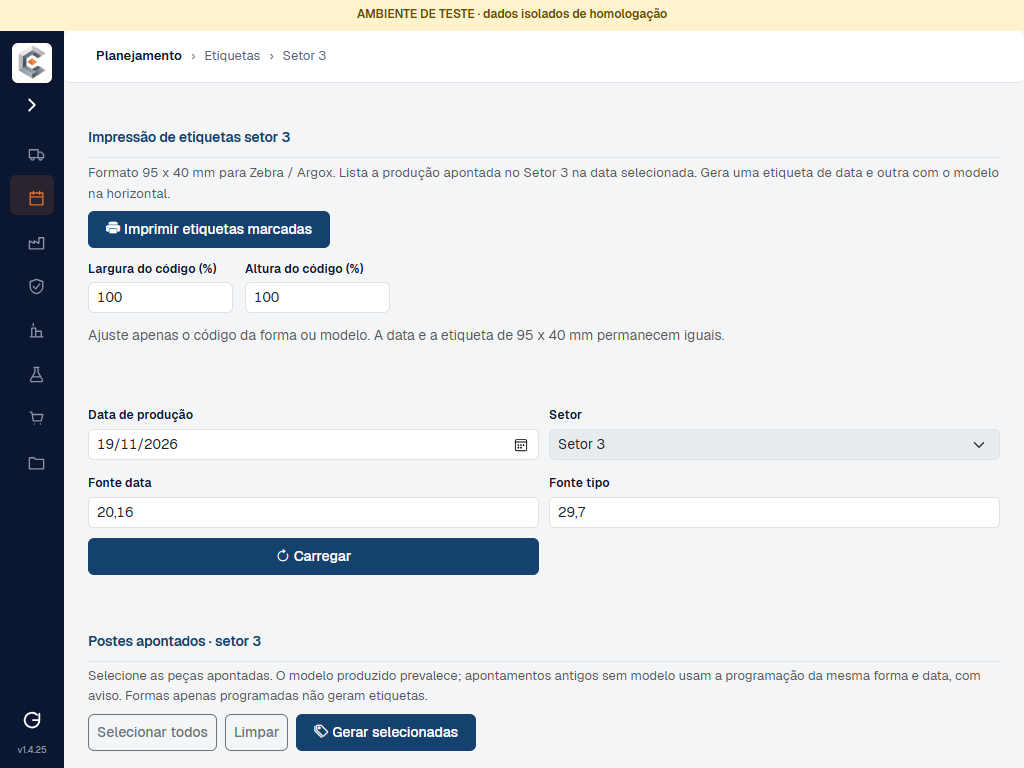 AMBIENTE DE TESTE · dados isolados de homologação
Planejamento › Etiquetas › Setor 3
Impressão de etiquetas setor 3
Formato 95 x 40 mm para Zebra / Argox. Lista a produção apontada no Setor 3 na data selecionada. Gera uma etiqueta de data e outra com o modelo
na horizontal.
Imprimir etiquetas marcadas
Largura do código (%) Altura do código (%)
100 100
Ajuste apenas o código da forma ou modelo. A data e a etiqueta de 95 x 40 mm permanecem iguais.
Data de produção Setor
19/11/2026 Setor 3
Fonte data Fonte tipo
20,16 29,7
Carregar
Postes apontados · setor 3
Selecione as peças apontadas. O modelo produzido prevalece; apontamentos antigos sem modelo usam a programação da mesma forma e data, com
aviso. Formas apenas programadas não geram etiquetas.
Selecionar todos Limpar Gerar selecionadas
v1.4.25